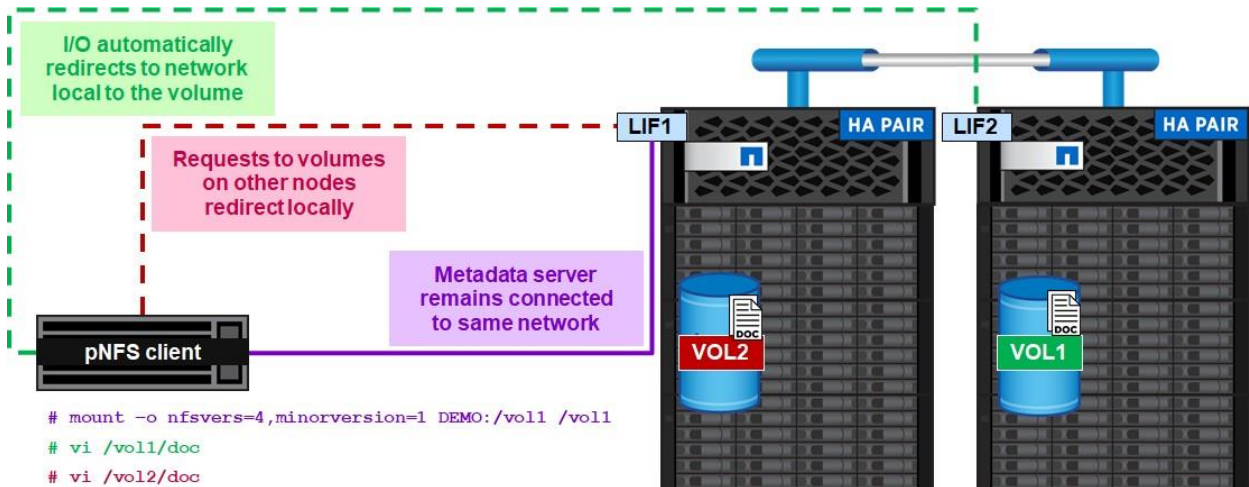 I/O automatically
redirects to network
local to the volume
Requests to volumes
on other nodes
redirect locally
Metadata server
remains connected
to same network
LIF1
HA PAIR
LIF2
HA PAIR
DOC
VOL2
DOC
VOL1
pNFS client
# mount -o nfsvers=4,minorversion=1 DEMO:/vol1 /vol1
# vi /vol1/doc
# vi /vol2/doc